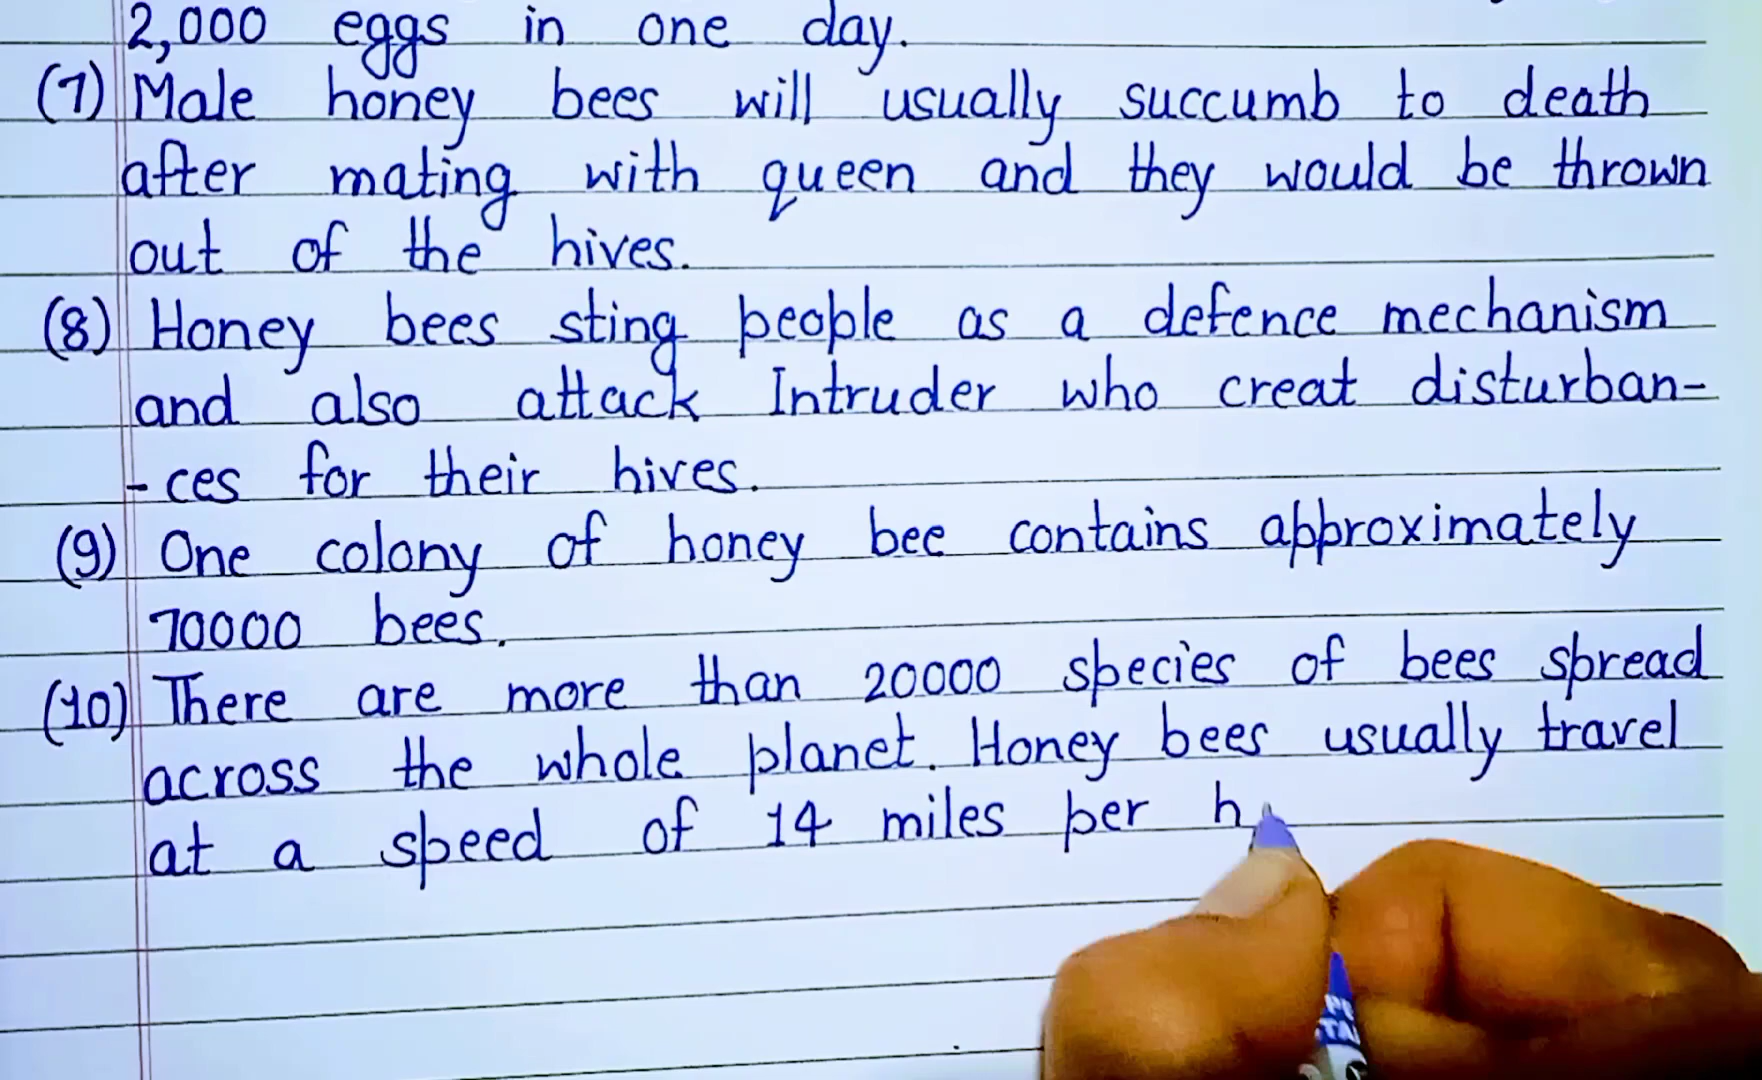 2,000 eggs in one day.
(7) Male honey bees will usually succumb to death
after mating with queen and they would be thrown
out of the hives.
(8) Honey bees sting people as a defence mechanism
and also attack Intruder who creat disturban-
-ces for their hives.
(9) One colony of honey bee contains approximately
70000 bees.
(10) There are more than 20000 species of bees spread
across the whole planet. Honey bees usually travel
at a speed of 14 miles per h